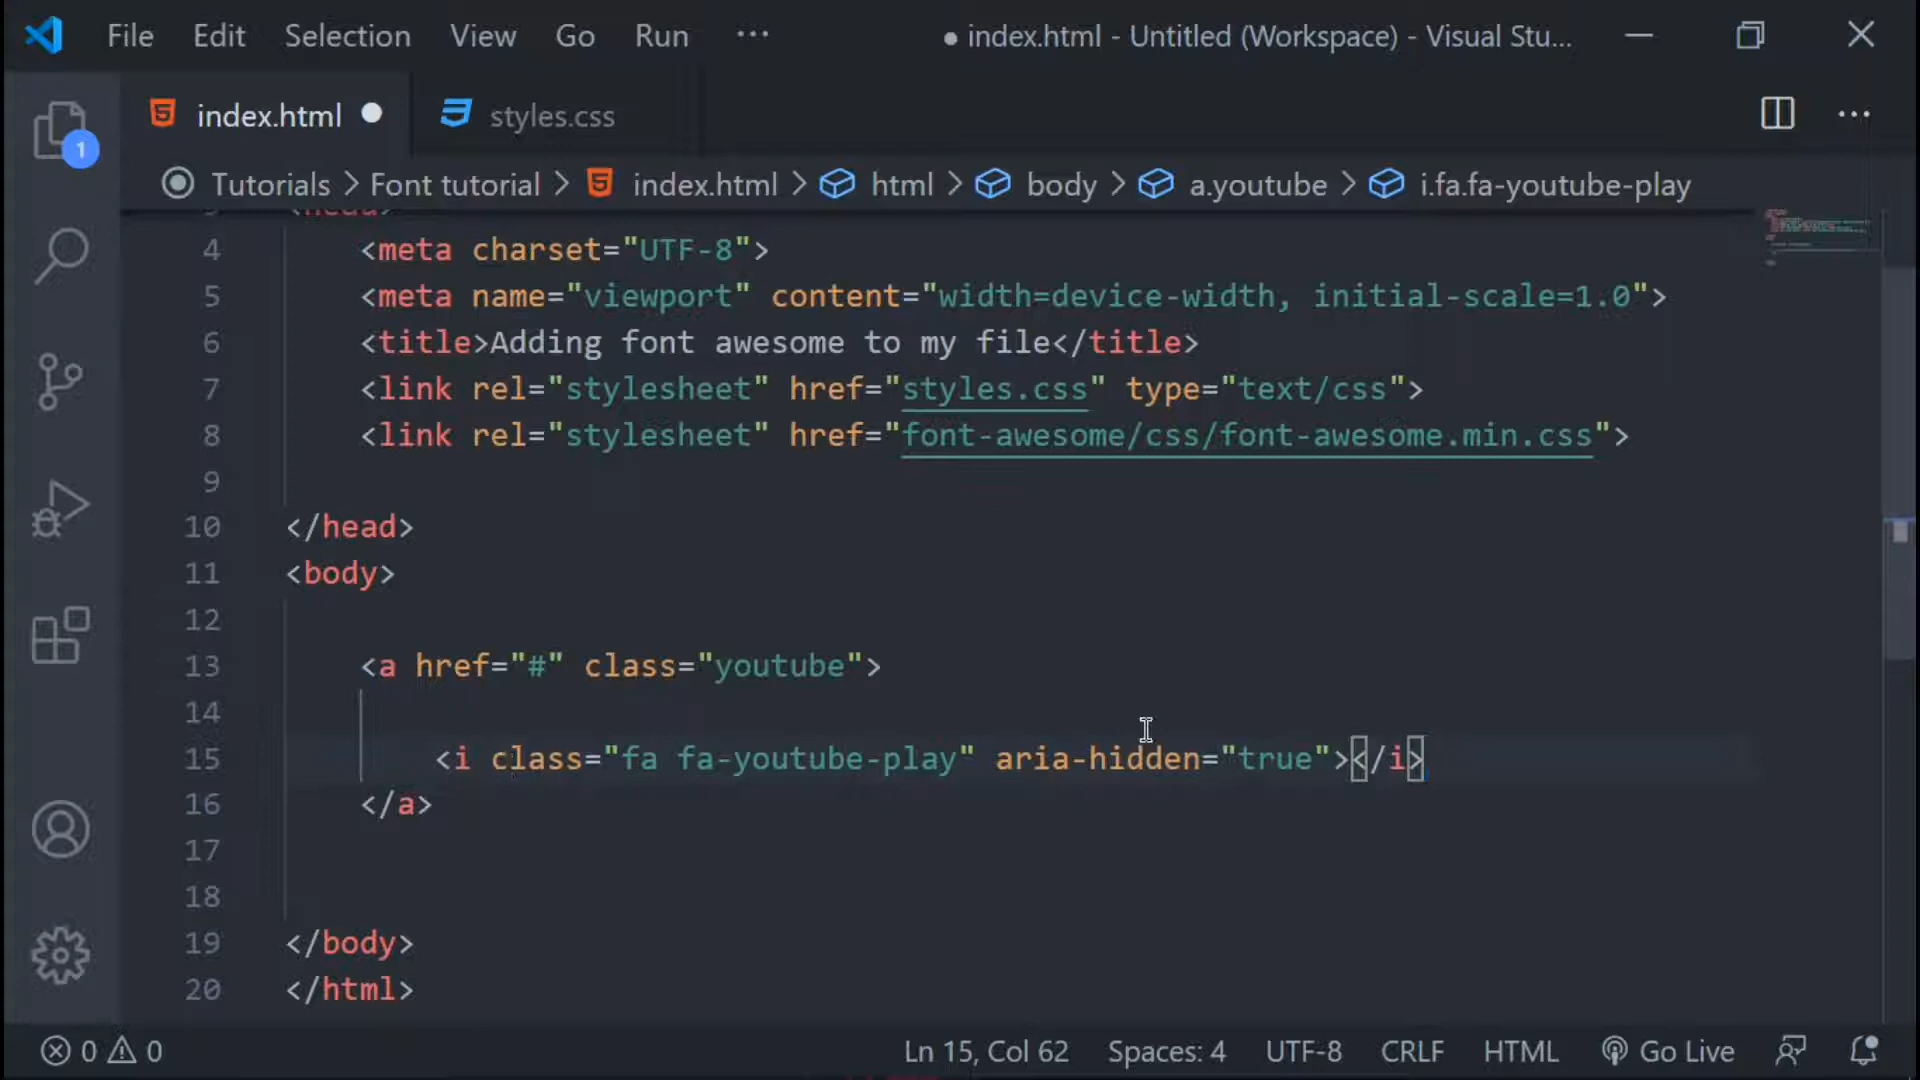 File Edit Selection View Go Run ··· ● index.html - Untitled (Workspace) - Visual Stu...
index.html ● styles.css
1
Tutorials > Font tutorial > index.html > html > body > a.youtube > i.fa.fa-youtube-play
3 <head>
4 <meta charset="UTF-8">
5 <meta name="viewport" content="width=device-width, initial-scale=1.0">
6 <title>Adding font awesome to my file</title>
7 <link rel="stylesheet" href="styles.css" type="text/css">
8 <link rel="stylesheet" href="font-awesome/css/font-awesome.min.css">
9
10 </head>
11 <body>
12
13 <a href="#" class="youtube">
14
15 <i class="fa fa-youtube-play" aria-hidden="true"></i>
16 </a>
17
18
19 </body>
20 </html>
0 0 Ln 15, Col 62 Spaces: 4 UTF-8 CRLF HTML Go Live